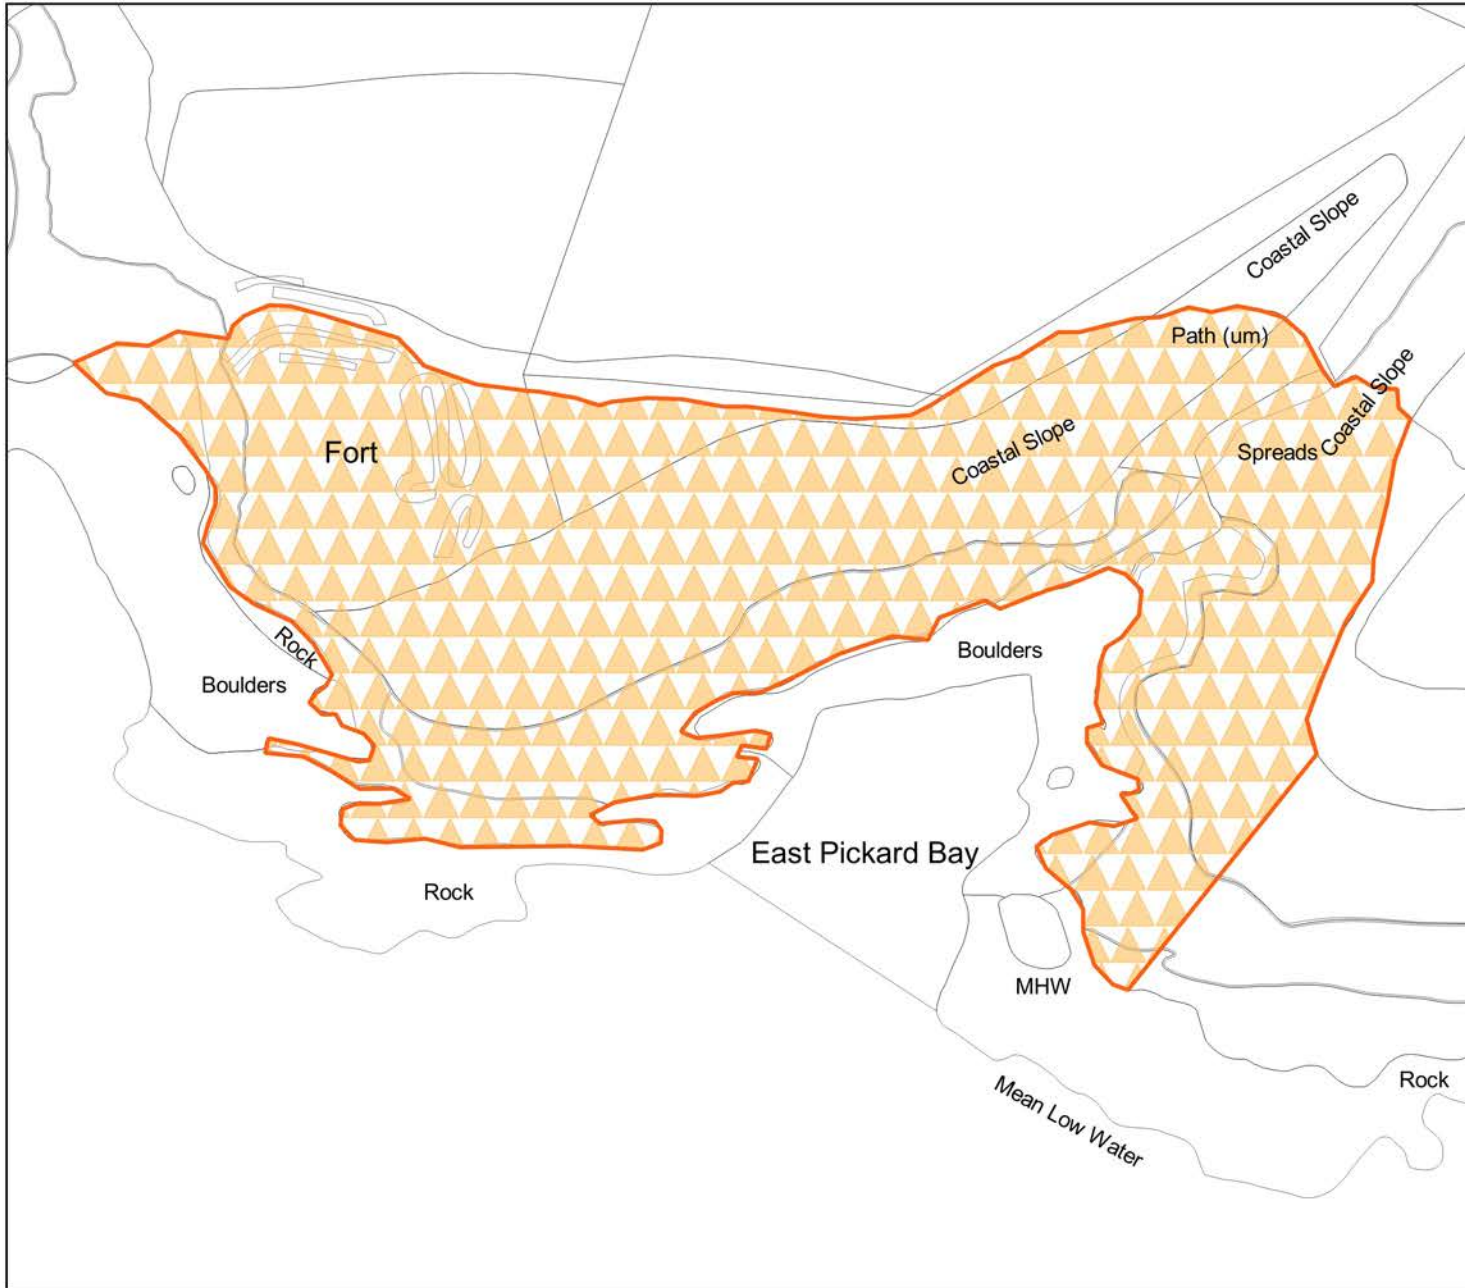 Coastal Slope
Path (um)
Coastal Slope
Coastal Slope
Spreads
Fort
Rock
Boulders
Boulders
East Pickard Bay
Rock
MHW
Rock
Mean Low Water